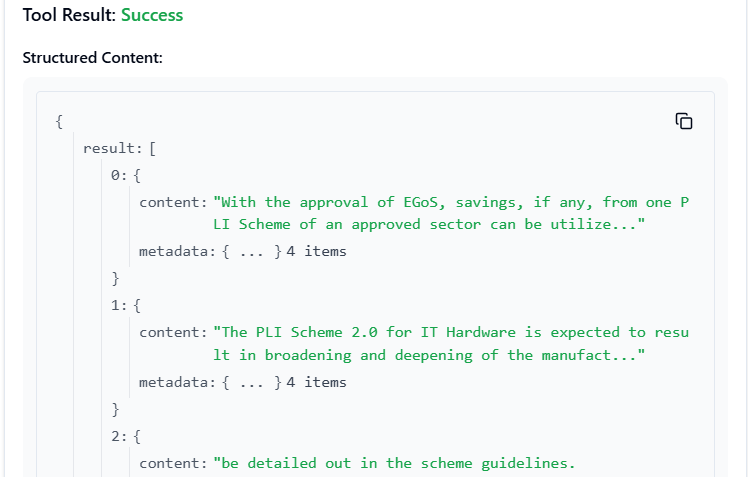 Tool Result: Success
Structured Content:
{
result: [
0: {
content: "With the approval of EGoS, savings, if any, from one P
LI Scheme of an approved sector can be utilize..."
metadata: { ... } 4 items
}
1: {
content: "The PLI Scheme 2.0 for IT Hardware is expected to resu
lt in broadening and deepening of the manufact..."
metadata: { ... } 4 items
}
2: {
content: "be detailed out in the scheme guidelines.